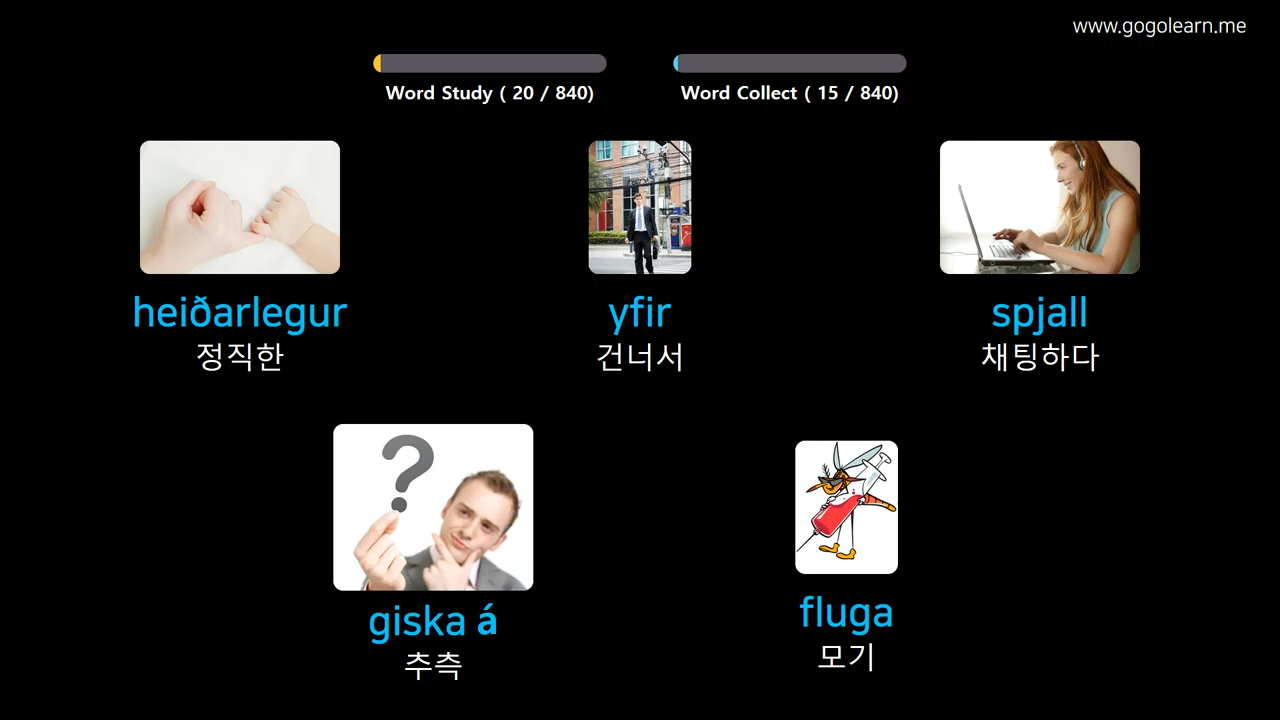 www.gogolearn.me
Word Study ( 20 / 840)
Word Collect ( 15 / 840)
heiðarlegur
정직한
yfir
건너서
spjall
채팅하다
giska á
추측
fluga
모기